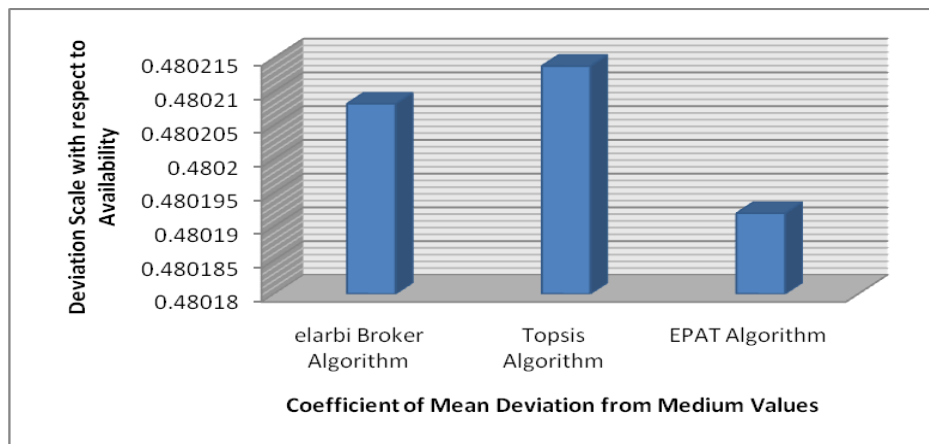 Deviation Scale with respect to
Availability
0.480215
0.48021
0.480205
0.4802
0.480195
0.48019
0.480185
0.48018
elarbi Broker
Algorithm
Topsis
Algorithm
EPAT Algorithm
Coefficient of Mean Deviation from Medium Values